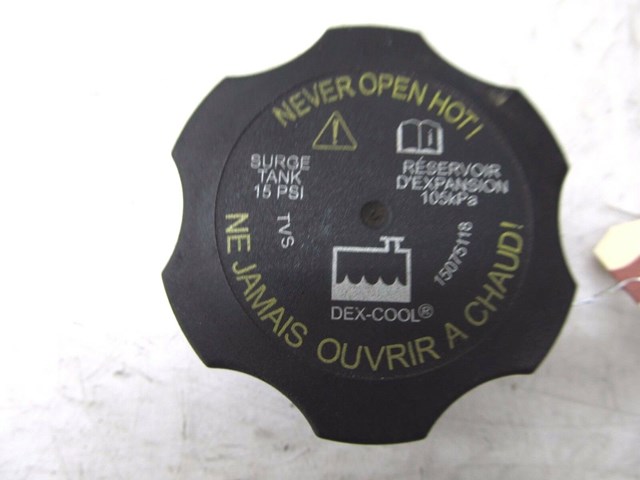 NEVER OPEN HOT!
SURGE
TANK
15 PSI
RÉSERVOIR
D'EXPANSION
105kPa
TVS
15075118
DEX-COOL®
NE JAMAIS OUVRIR A CHAUD!